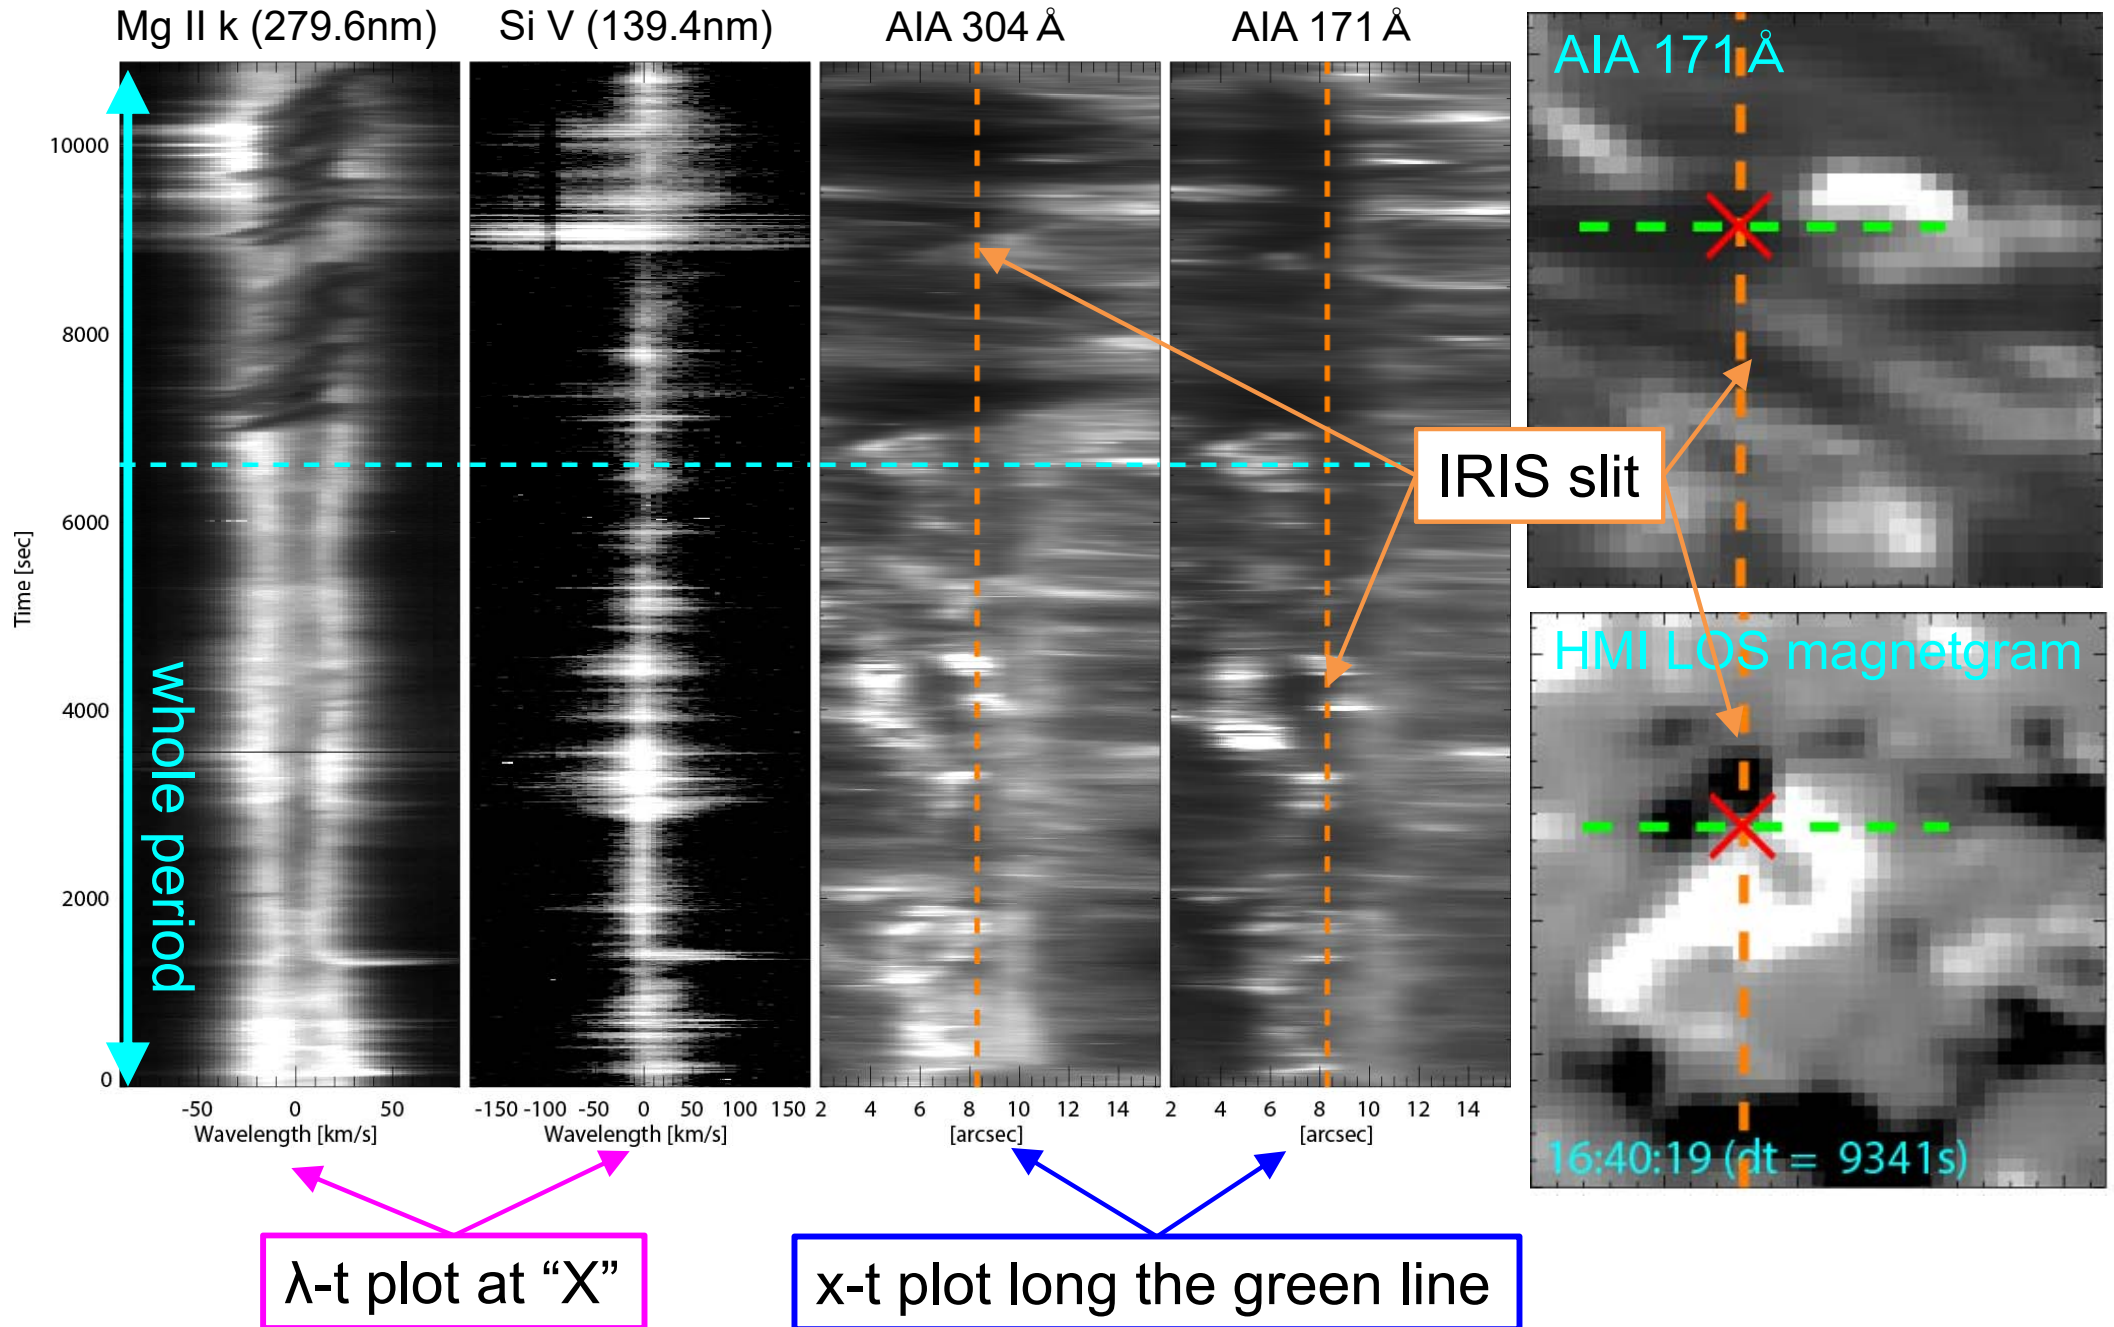 Mg II k (279.6nm)
Si V (139.4nm)
AIA 304 Å
AIA 171 Å
AIA 171 Å
10000
8000
6000
4000
2000
0
Time [sec]
whole period
IRIS slit
HMI LOS magnetgram
16:40:19 (dt = 9341s)
-50 0 50
Wavelength [km/s]
-150 -100 -50 0 50 100 150
Wavelength [km/s]
2 4 6 8 10 12 14
[arcsec]
2 4 6 8 10 12 14
[arcsec]
λ-t plot at “X”
x-t plot long the green line